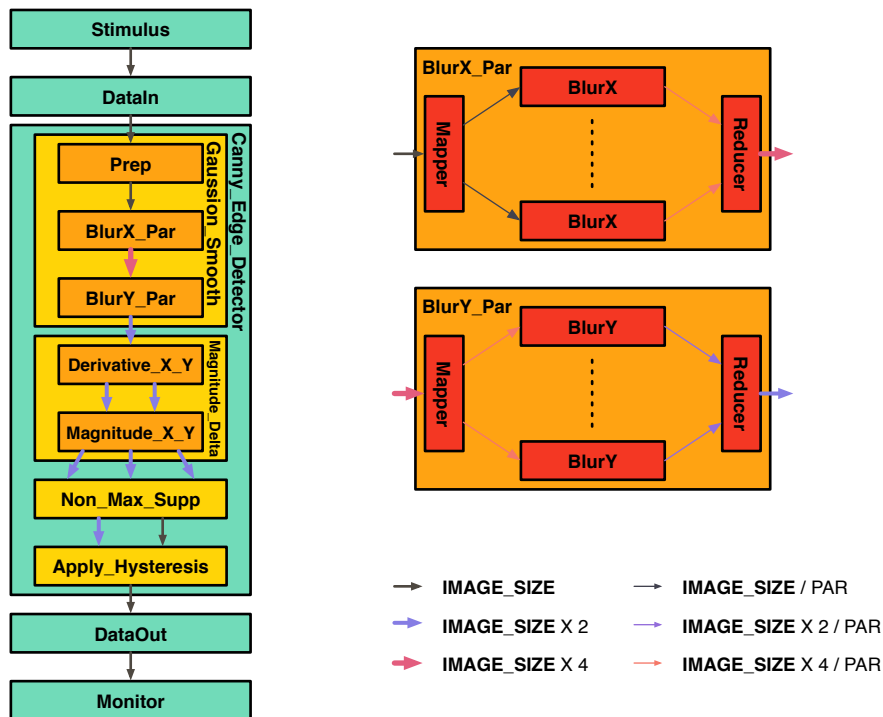 Stimulus
DataIn
Canny_Edge_Detector
Gaussion_Smooth
Prep
BlurX_Par
BlurY_Par
Magnitude_Delta
Derivative_X_Y
Magnitude_X_Y
Non_Max_Supp
Apply_Hysteresis
DataOut
Monitor
BlurX_Par
Mapper
BlurX
BlurX
Reducer
BlurY_Par
Mapper
BlurY
BlurY
Reducer
IMAGE_SIZE
IMAGE_SIZE / PAR
IMAGE_SIZE X 2
IMAGE_SIZE X 2 / PAR
IMAGE_SIZE X 4
IMAGE_SIZE X 4 / PAR